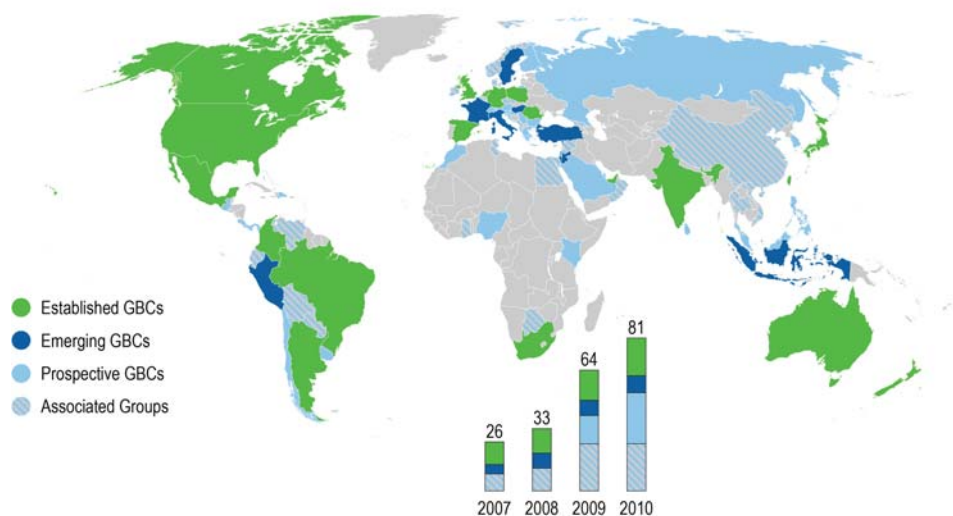 Established GBCs
Emerging GBCs
Prospective GBCs
Associated Groups
26
33
64
81
2007
2008
2009
2010